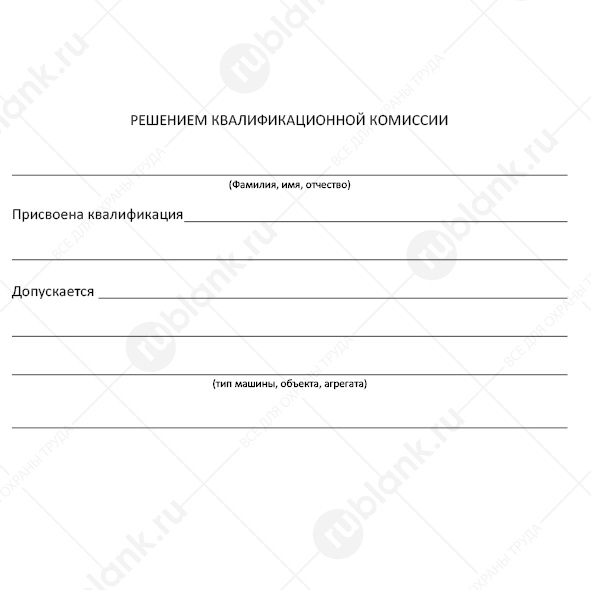 РЕШЕНИЕМ КВАЛИФИКАЦИОННОЙ КОМИССИИ
(Фамилия, имя, отчество)
Присвоена квалификация
Допускается
(тип машины, объекта, агрегата)
rublank.ru
ВСЕ ДЛЯ ОХРАНЫ ТРУДА